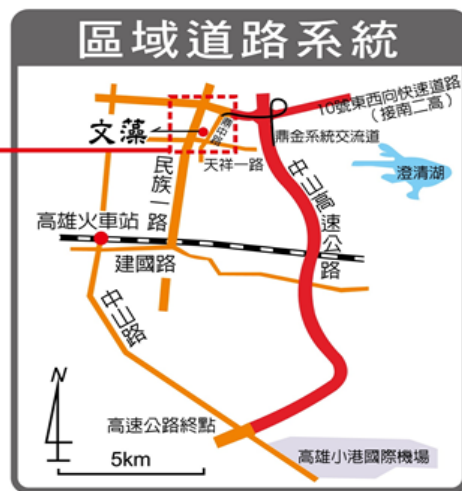 區域道路系統
10號東西向快速道路
(接南二高)
鼎金系統交流道
文藻
鼎中路
天祥一路
澄清湖
民族一路
中山高速公路
高雄火車站
建國路
中山路
N
高速公路終點
5km
高雄小港國際機場